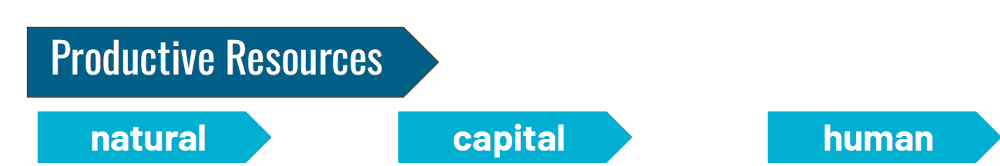 Productive Resources
natural capital human